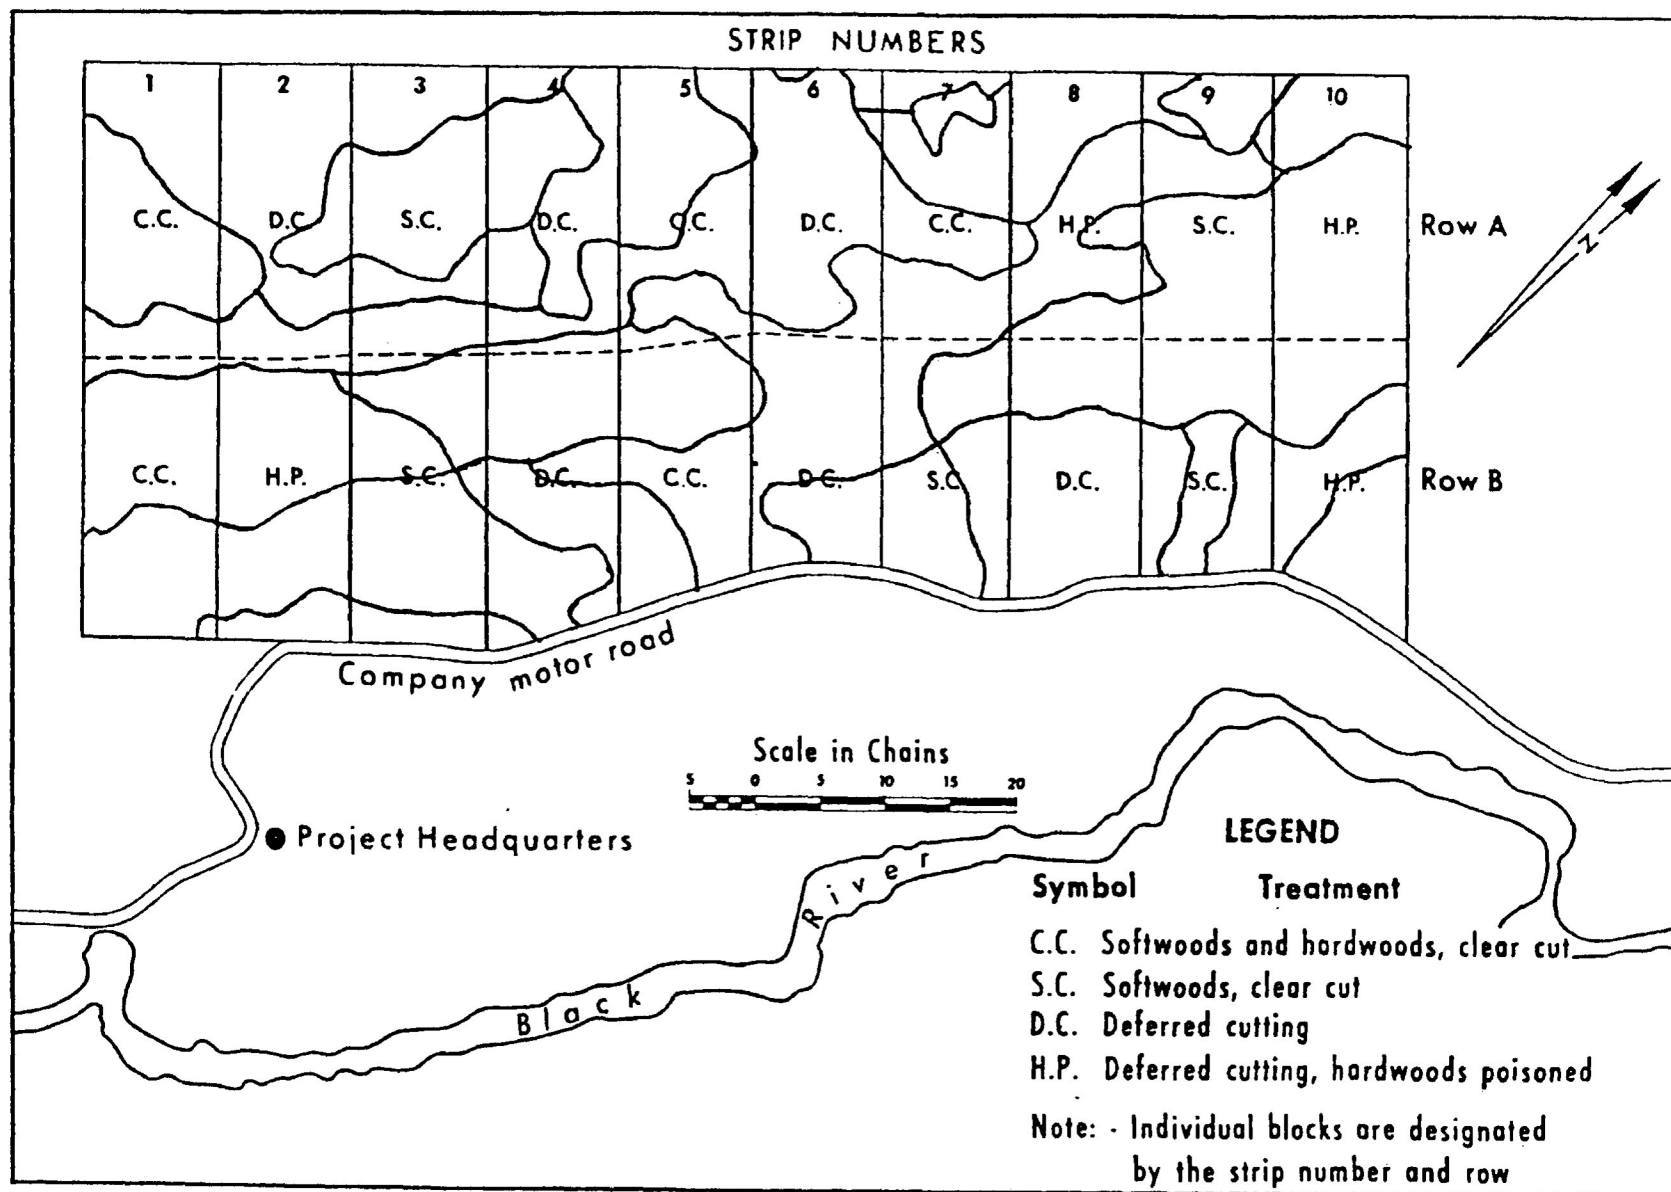 STRIP NUMBERS
1 2 3 4 5 6 7 8 9 10
C.C. D.C. S.C. D.C. C.C. D.C. C.C. H.P. S.C. H.P. Row A
N
C.C. H.P. S.C. D.C. C.C. D.C. S.C. D.C. S.C. H.P. Row B
Company motor road
Scale in Chains
5 0 5 10 15 20
Project Headquarters
Black River
LEGEND
Symbol Treatment
C.C. Softwoods and hardwoods, clear cut
S.C. Softwoods, clear cut
D.C. Deferred cutting
H.P. Deferred cutting, hardwoods poisoned
Note: - Individual blocks are designated
by the strip number and row